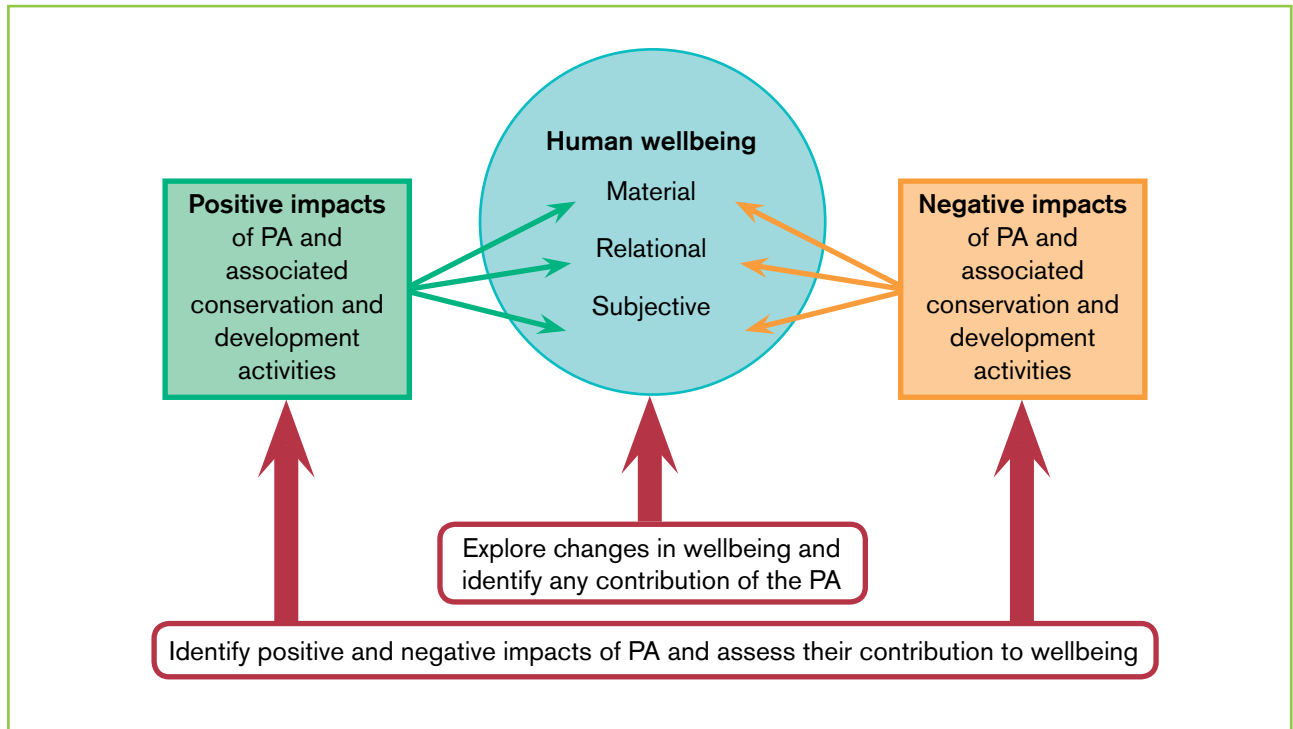 Human wellbeing
Material
Relational
Subjective
Positive impacts
of PA and
associated
conservation and
development
activities
Negative impacts
of PA and
associated
conservation and
development
activities
Explore changes in wellbeing and
identify any contribution of the PA
Identify positive and negative impacts of PA and assess their contribution to wellbeing